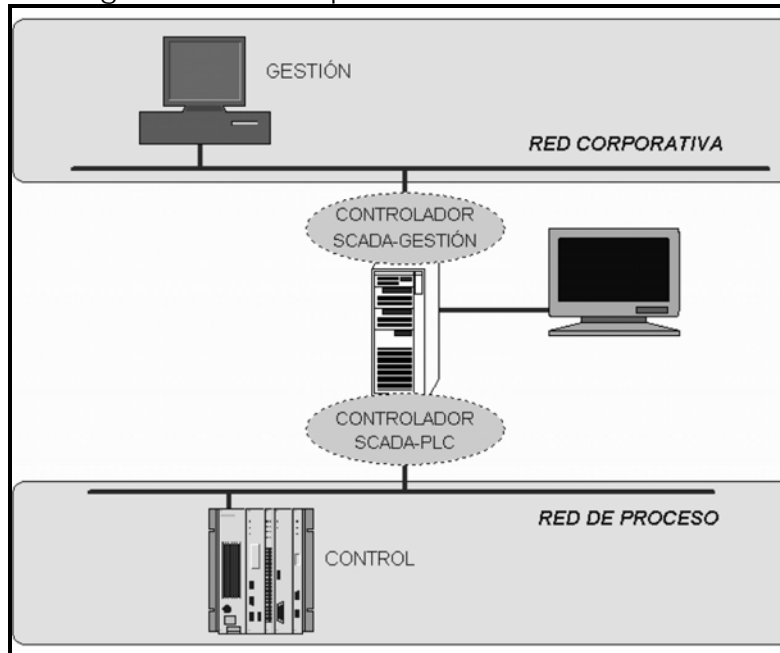 GESTIÓN
RED CORPORATIVA
CONTROLADOR
SCADA-GESTIÓN
CONTROLADOR
SCADA-PLC
RED DE PROCESO
CONTROL